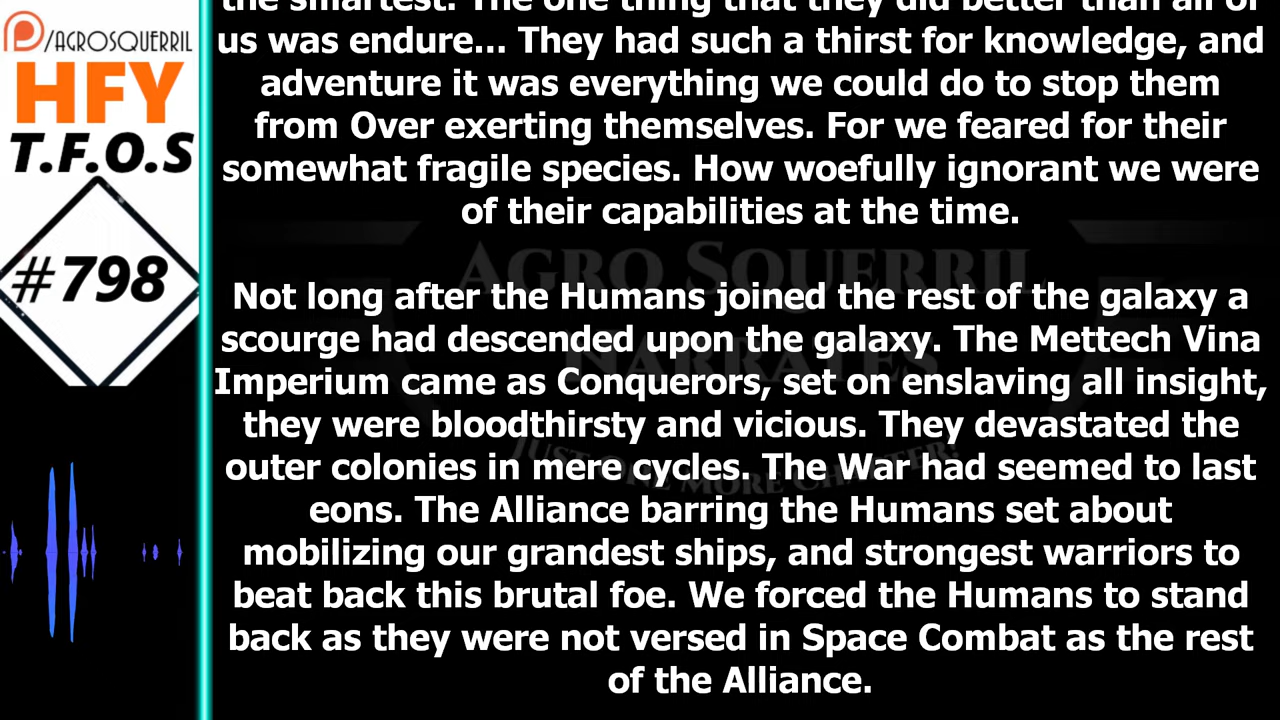 /AGROSQUERRIL
HFY
T.F.O.S
#798
the smartest. The one thing that they did better than all of
us was endure... They had such a thirst for knowledge, and
adventure it was everything we could do to stop them
from Over exerting themselves. For we feared for their
somewhat fragile species. How woefully ignorant we were
of their capabilities at the time.
Not long after the Humans joined the rest of the galaxy a
scourge had descended upon the galaxy. The Mettech Vina
Imperium came as Conquerors, set on enslaving all insight,
they were bloodthirsty and vicious. They devastated the
outer colonies in mere cycles. The War had seemed to last
eons. The Alliance barring the Humans set about
mobilizing our grandest ships, and strongest warriors to
beat back this brutal foe. We forced the Humans to stand
back as they were not versed in Space Combat as the rest
of the Alliance.
Agro Squerril
Narrates
Just One More Chapter!